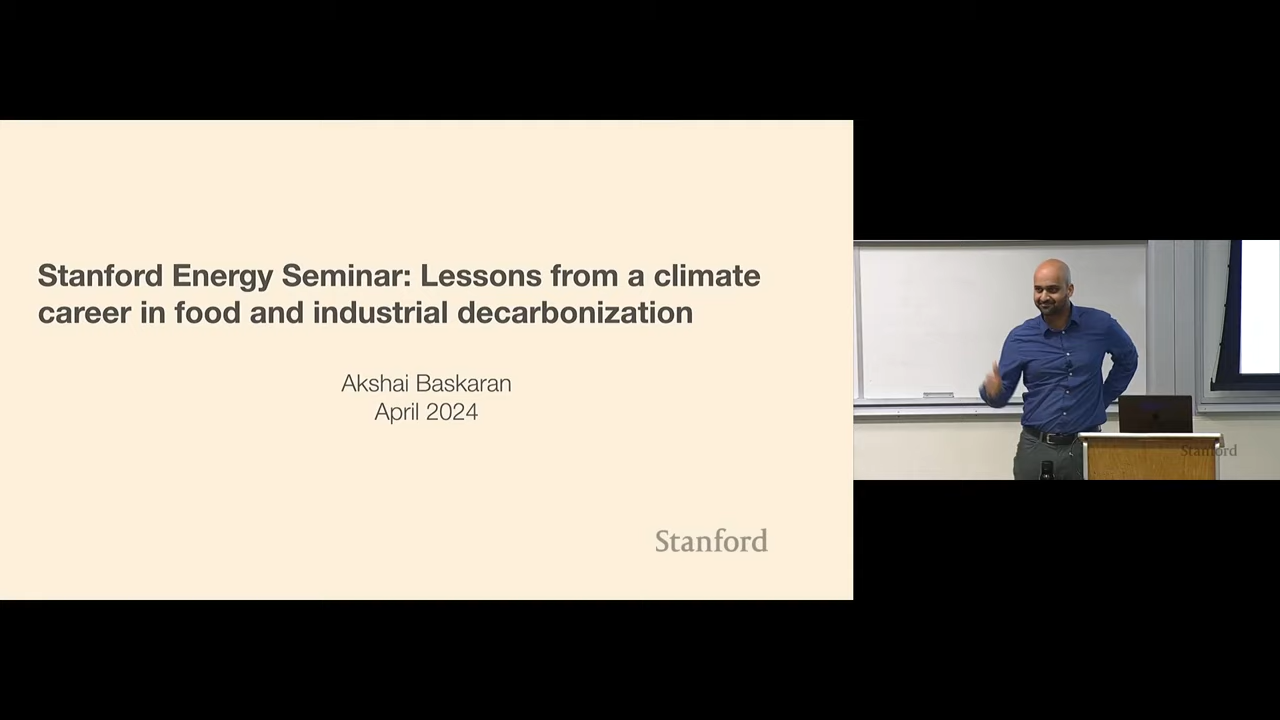 Stanford Energy Seminar: Lessons from a climate
career in food and industrial decarbonization
Akshai Baskaran
April 2024
Stanford
Stanford